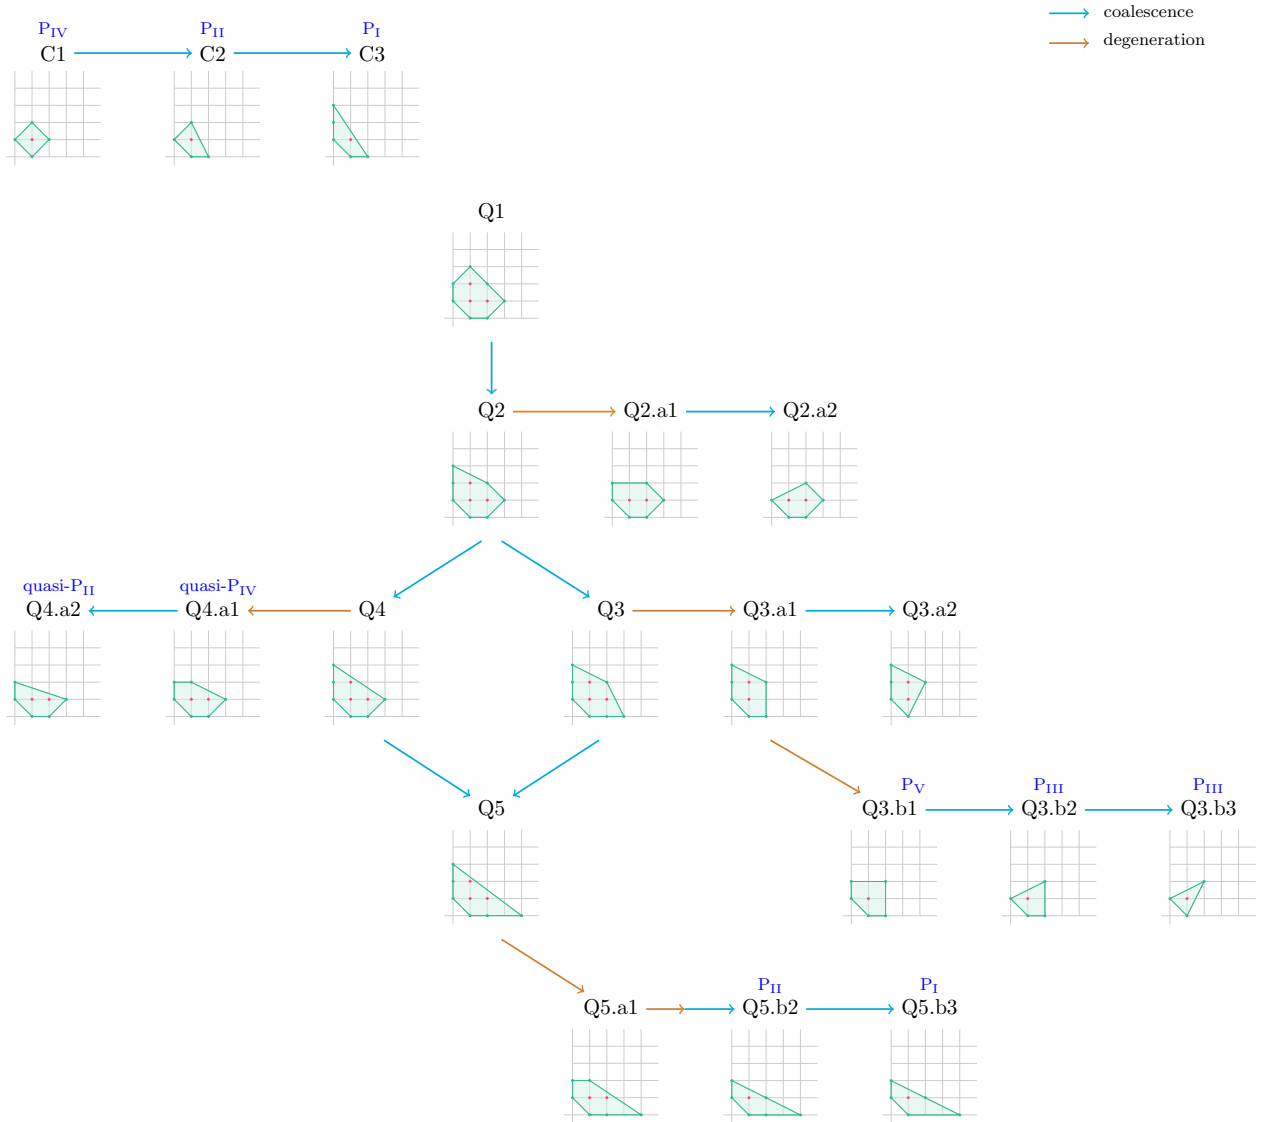 coalescence
degeneration
P_IV P_II P_I
C1 C2 C3
Q1
Q2 Q2.a1 Q2.a2
quasi-P_II quasi-P_IV
Q4.a2 Q4.a1 Q4 Q3 Q3.a1 Q3.a2
P_V P_III P_III
Q5 Q3.b1 Q3.b2 Q3.b3
P_II P_I
Q5.a1 Q5.b2 Q5.b3